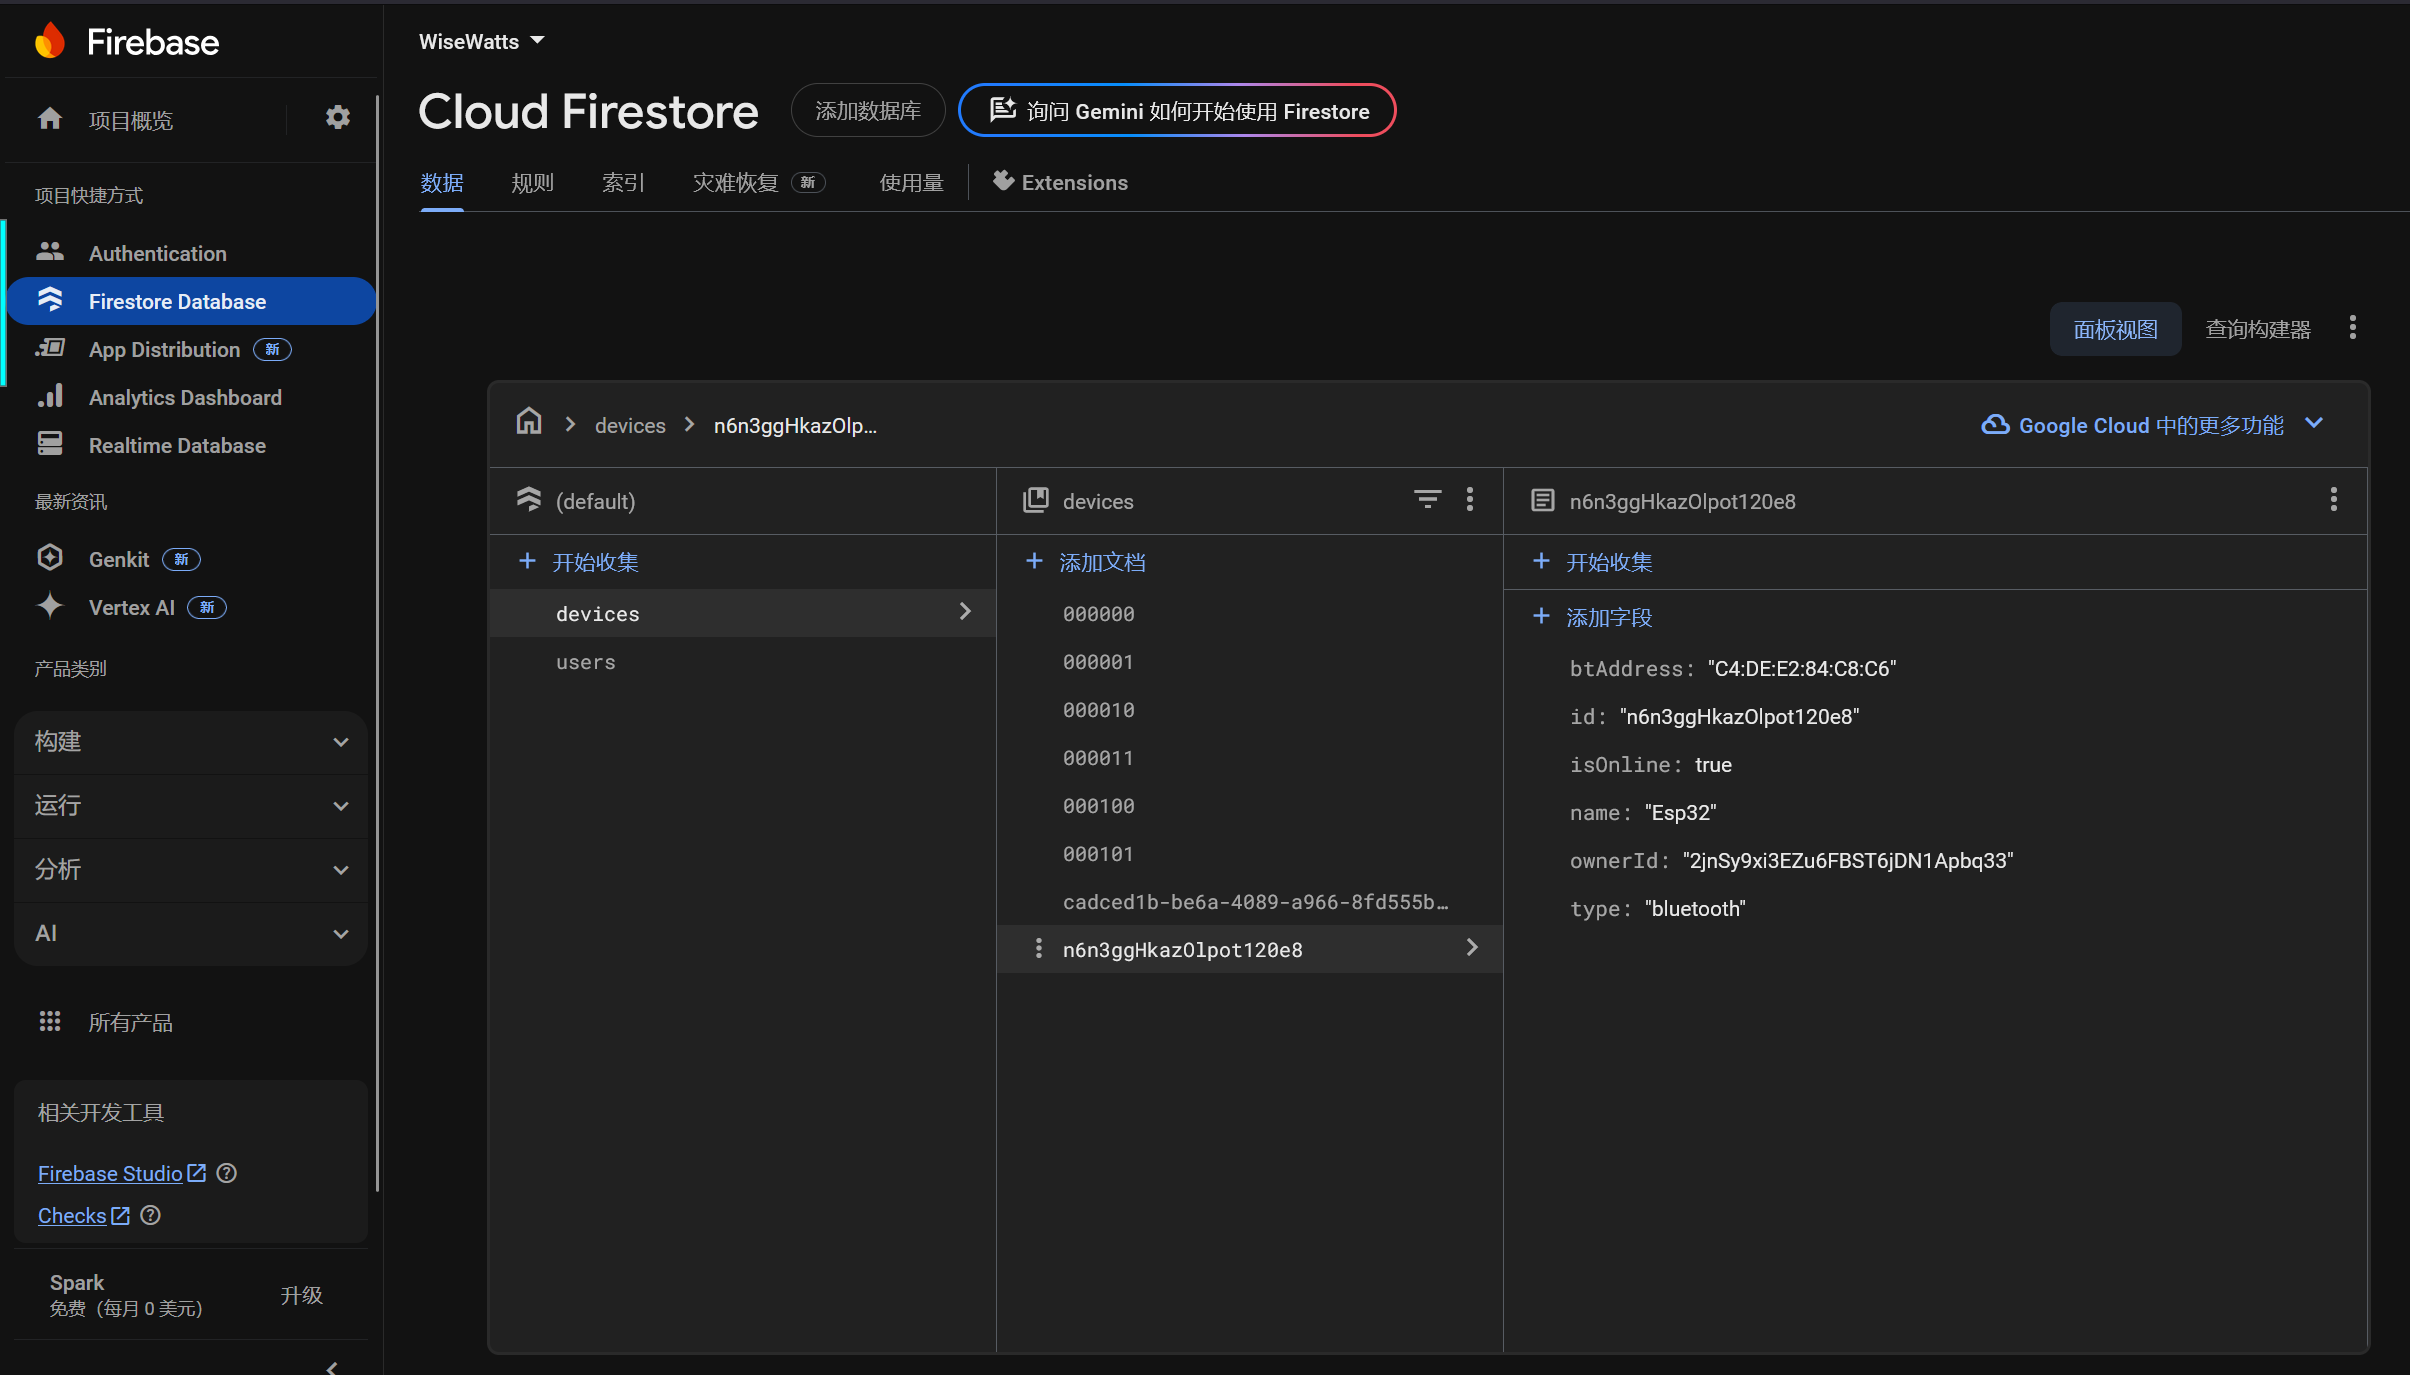 Firebase
项目概览
项目快捷方式
Authentication
Firestore Database
App Distribution 新
Analytics Dashboard
Realtime Database
最新资讯
Genkit 新
Vertex AI 新
产品类别
构建
运行
分析
AI
所有产品
相关开发工具
Firebase Studio
Checks
Spark
免费（每月 0 美元）
升级
WiseWatts
Cloud Firestore
添加数据库
询问 Gemini 如何开始使用 Firestore
数据 规则 索引 灾难恢复 新 使用量 Extensions
面板视图 查询构建器
devices n6n3ggHkazOlp...
Google Cloud 中的更多功能
(default)
开始收集
devices
users
devices
添加文档
000000
000001
000010
000011
000100
000101
cadced1b-be6a-4089-a966-8fd555b…
n6n3ggHkazOlpot120e8
n6n3ggHkazOlpot120e8
开始收集
添加字段
btAddress: "C4:DE:E2:84:C8:C6"
id: "n6n3ggHkazOlpot120e8"
isOnline: true
name: "Esp32"
ownerId: "2jnSy9xi3EZu6FBST6jDN1Apbq33"
type: "bluetooth"